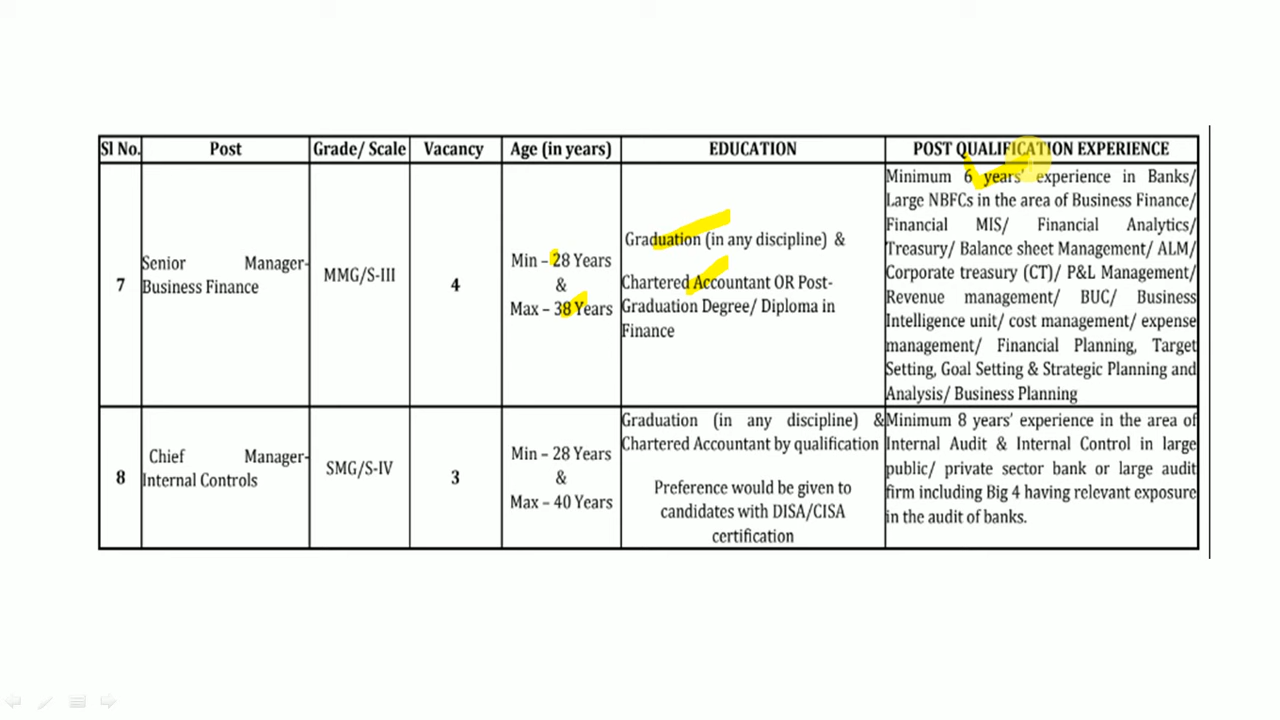 Sl No. Post Grade/ Scale Vacancy Age (in years) EDUCATION POST QUALIFICATION EXPERIENCE
7
Senior Manager-
Business Finance
MMG/S-III
4
Min – 28 Years
&
Max – 38 Years
Graduation (in any discipline) &
Chartered Accountant OR Post-
Graduation Degree/ Diploma in
Finance
Minimum 6 years' experience in Banks/
Large NBFCs in the area of Business Finance/
Financial MIS/ Financial Analytics/
Treasury/ Balance sheet Management/ ALM/
Corporate treasury (CT)/ P&L Management/
Revenue management/ BUC/ Business
Intelligence unit/ cost management/ expense
management/ Financial Planning, Target
Setting, Goal Setting & Strategic Planning and
Analysis/ Business Planning
8
Chief Manager-
Internal Controls
SMG/S-IV
3
Min – 28 Years
&
Max – 40 Years
Graduation (in any discipline) &
Chartered Accountant by qualification
Preference would be given to
candidates with DISA/CISA
certification
Minimum 8 years' experience in the area of
Internal Audit & Internal Control in large
public/ private sector bank or large audit
firm including Big 4 having relevant exposure
in the audit of banks.